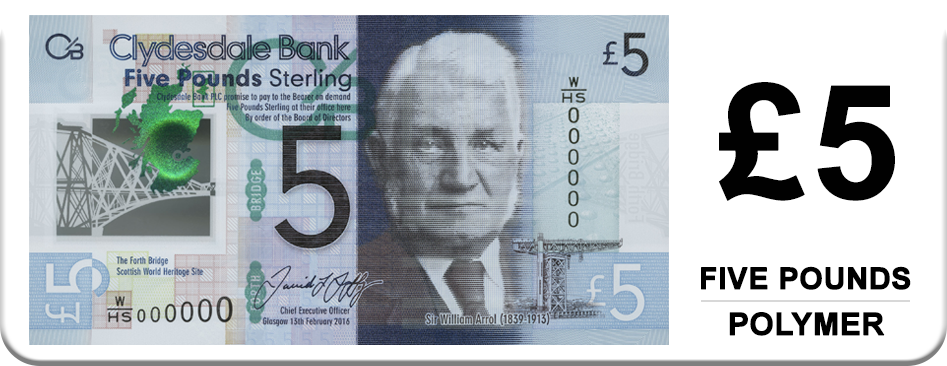 C/B Clydesdale Bank
Five Pounds Sterling
Clydesdale Bank PLC promise to pay to the Bearer on demand
Five Pounds Sterling at their office here
By order of the Board of Directors
5
BRIDGE
FORTH
The Forth Bridge
Scottish World Heritage Site
£5
W/HS 000000
Chief Executive Officer
Glasgow 13th February 2016
Sir William Arrol (1839-1913)
£5
W/HS 000000
£5
£5
FIVE POUNDS
POLYMER